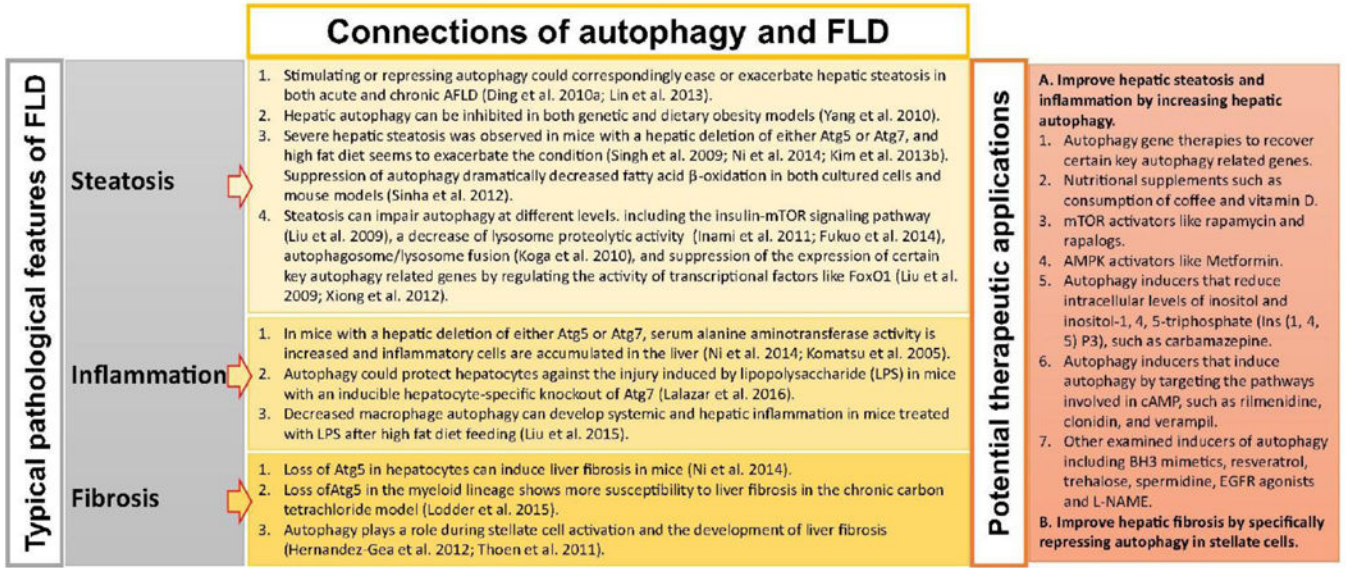 Connections of autophagy and FLD
Typical pathological features of FLD
Steatosis
1. Stimulating or repressing autophagy could correspondingly ease or exacerbate hepatic steatosis in
both acute and chronic AFLD (Ding et al. 2010a; Lin et al. 2013).
2. Hepatic autophagy can be inhibited in both genetic and dietary obesity models (Yang et al. 2010).
3. Severe hepatic steatosis was observed in mice with a hepatic deletion of either Atg5 or Atg7, and
high fat diet seems to exacerbate the condition (Singh et al. 2009; Ni et al. 2014; Kim et al. 2013b).
Suppression of autophagy dramatically decreased fatty acid β-oxidation in both cultured cells and
mouse models (Sinha et al. 2012).
4. Steatosis can impair autophagy at different levels. including the insulin-mTOR signaling pathway
(Liu et al. 2009), a decrease of lysosome proteolytic activity (Inami et al. 2011; Fukuo et al. 2014),
autophagosome/lysosome fusion (Koga et al. 2010), and suppression of the expression of certain
key autophagy related genes by regulating the activity of transcriptional factors like FoxO1 (Liu et al.
2009; Xiong et al. 2012).
Inflammation
1. In mice with a hepatic deletion of either Atg5 or Atg7, serum alanine aminotransferase activity is
increased and inflammatory cells are accumulated in the liver (Ni et al. 2014; Komatsu et al. 2005).
2. Autophagy could protect hepatocytes against the injury induced by lipopolysaccharide (LPS) in mice
with an inducible hepatocyte-specific knockout of Atg7 (Lalazar et al. 2016).
3. Decreased macrophage autophagy can develop systemic and hepatic inflammation in mice treated
with LPS after high fat diet feeding (Liu et al. 2015).
Fibrosis
1. Loss of Atg5 in hepatocytes can induce liver fibrosis in mice (Ni et al. 2014).
2. Loss ofAtg5 in the myeloid lineage shows more susceptibility to liver fibrosis in the chronic carbon
tetrachloride model (Lodder et al. 2015).
3. Autophagy plays a role during stellate cell activation and the development of liver fibrosis
(Hernandez-Gea et al. 2012; Thoen et al. 2011).
Potential therapeutic applications
A. Improve hepatic steatosis and
inflammation by increasing hepatic
autophagy.
1. Autophagy gene therapies to recover
certain key autophagy related genes.
2. Nutritional supplements such as
consumption of coffee and vitamin D.
3. mTOR activators like rapamycin and
rapalogs.
4. AMPK activators like Metformin.
5. Autophagy inducers that reduce
intracellular levels of inositol and
inositol-1, 4, 5-triphosphate (Ins (1, 4,
5) P3), such as carbamazepine.
6. Autophagy inducers that induce
autophagy by targeting the pathways
involved in cAMP, such as rilmenidine,
clonidin, and verampil.
7. Other examined inducers of autophagy
including BH3 mimetics, resveratrol,
trehalose, spermidine, EGFR agonists
and L-NAME.
B. Improve hepatic fibrosis by specifically
repressing autophagy in stellate cells.